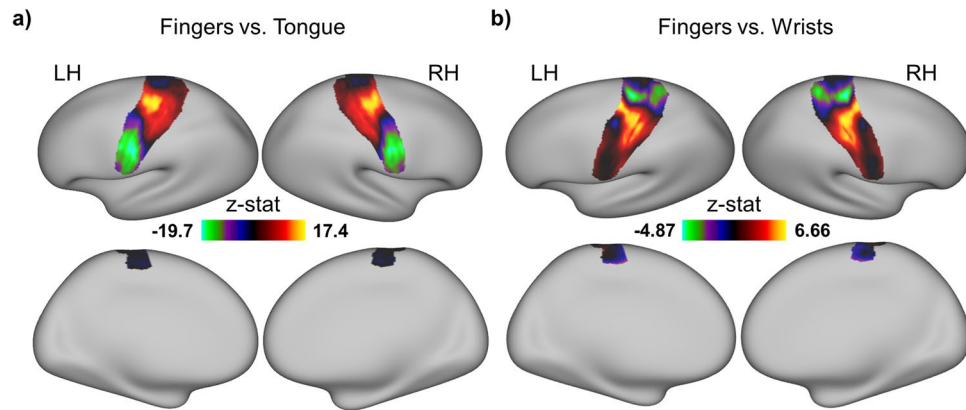 a)
Fingers vs. Tongue
LH
RH
z-stat
-19.7
17.4
b)
Fingers vs. Wrists
LH
RH
z-stat
-4.87
6.66